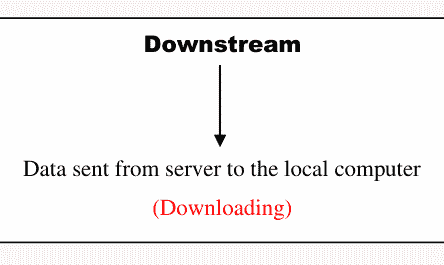 Downstream
Data sent from server to the local computer
(Downloading)